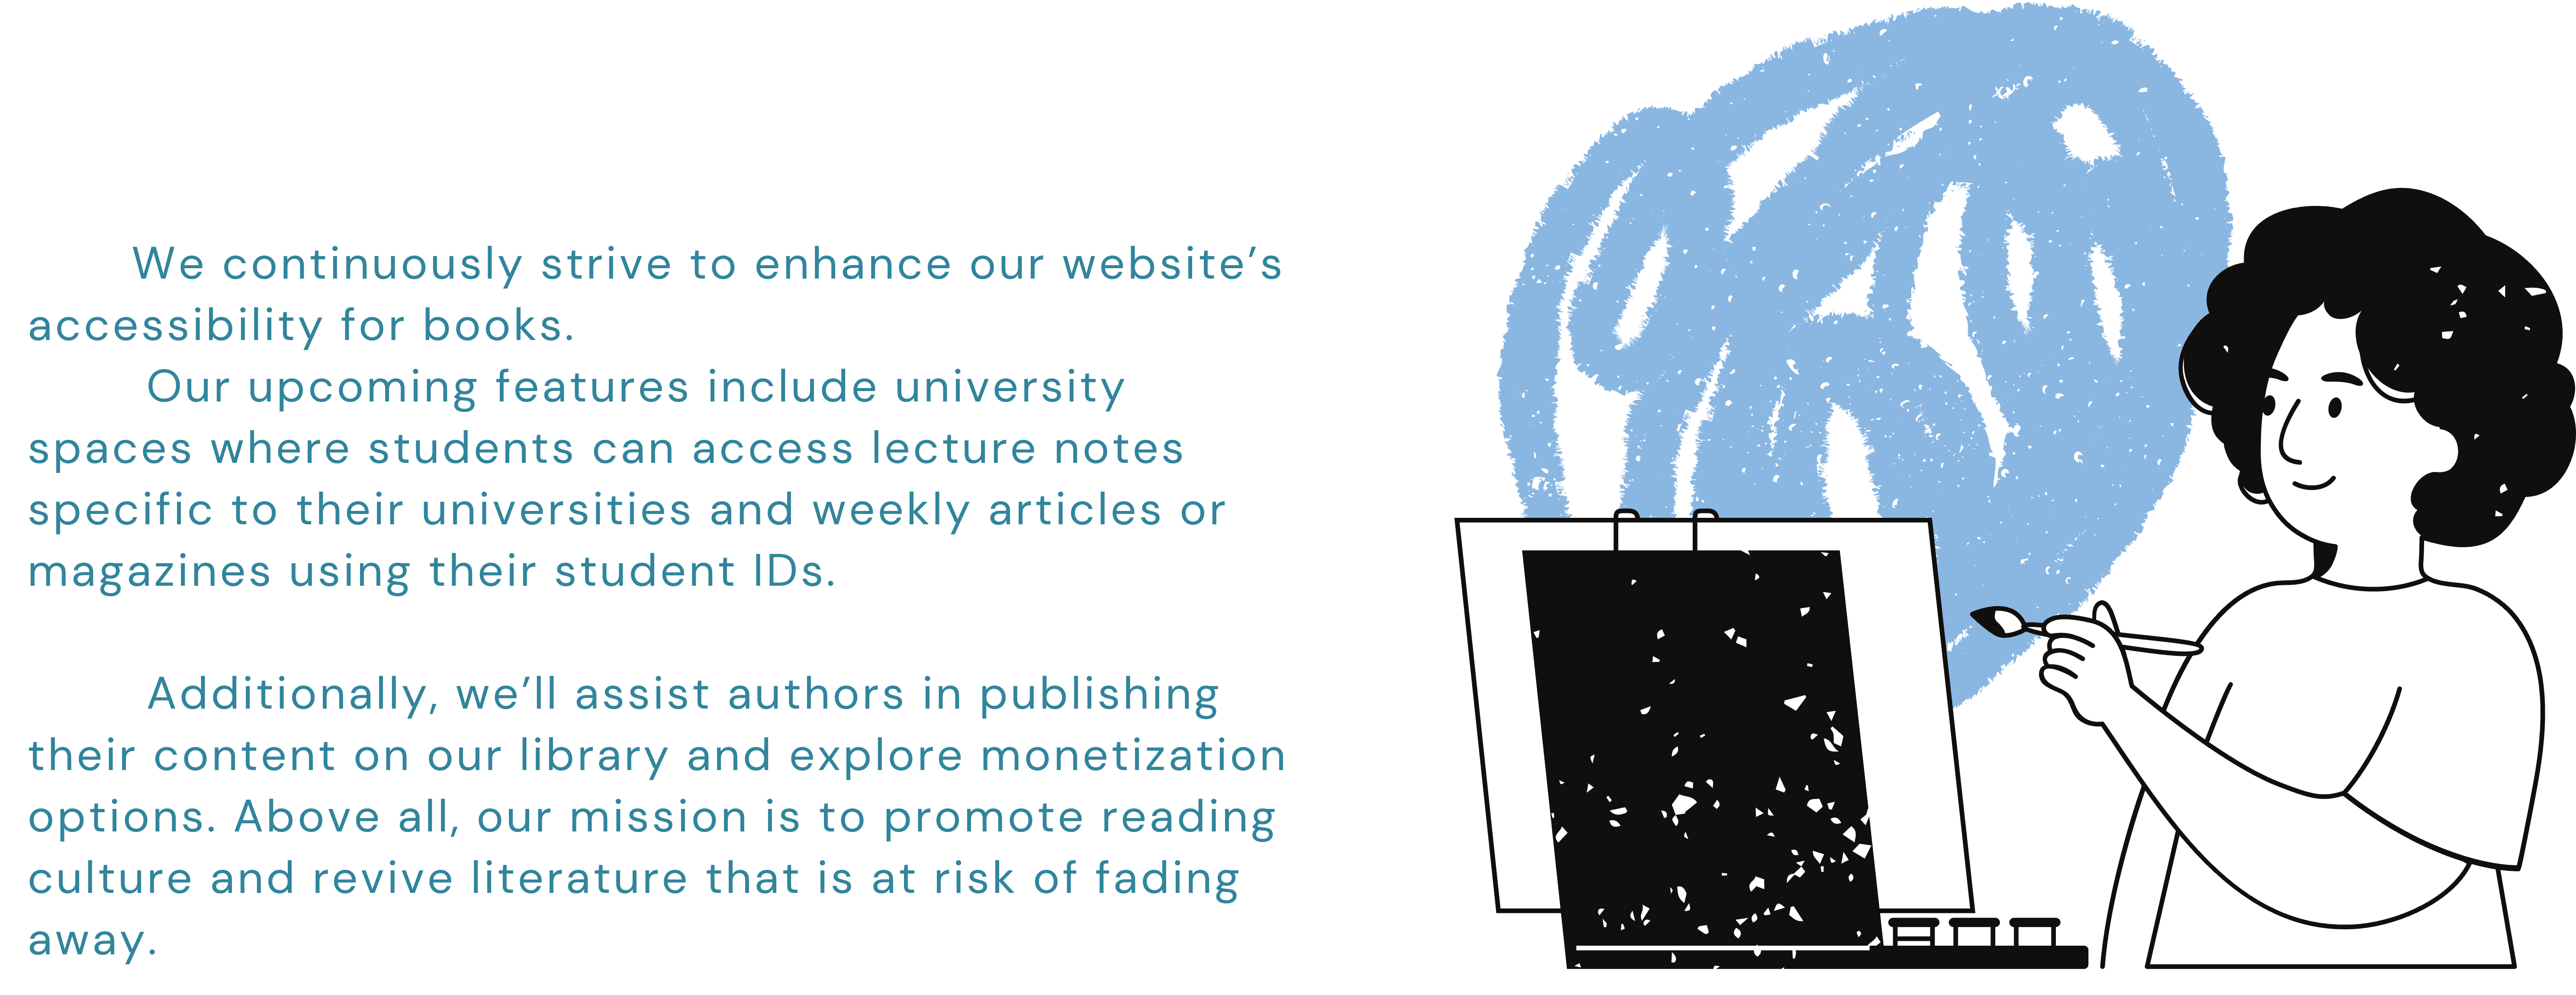 We continuously strive to enhance our website’s
accessibility for books.
Our upcoming features include university
spaces where students can access lecture notes
specific to their universities and weekly articles or
magazines using their student IDs.
Additionally, we’ll assist authors in publishing
their content on our library and explore monetization
options. Above all, our mission is to promote reading
culture and revive literature that is at risk of fading
away.